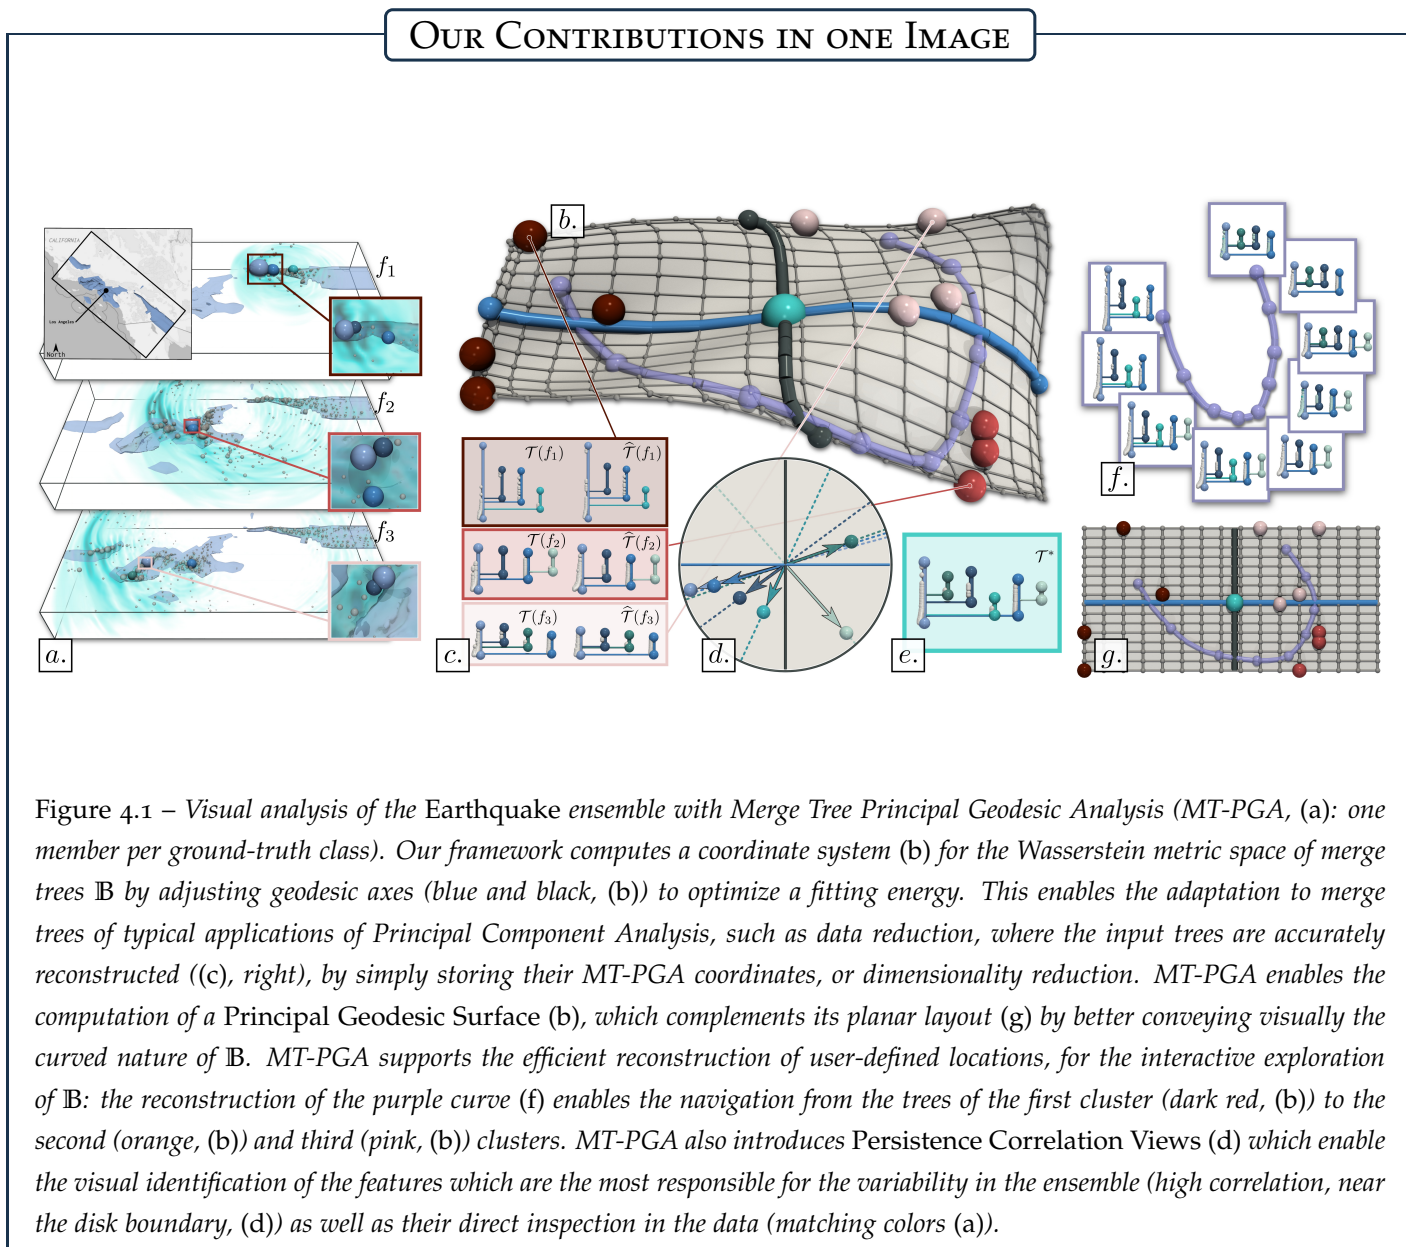 Our Contributions in one Image
CALIFORNIA
Los Angeles
North
f1
f2
f3
a.
b.
T(f1) T̂(f1)
T(f2) T̂(f2)
T(f3) T̂(f3)
c.
d.
T*
e.
f.
g.
Figure 4.1 – Visual analysis of the Earthquake ensemble with Merge Tree Principal Geodesic Analysis (MT-PGA, (a): one
member per ground-truth class). Our framework computes a coordinate system (b) for the Wasserstein metric space of merge
trees 𝔹 by adjusting geodesic axes (blue and black, (b)) to optimize a fitting energy. This enables the adaptation to merge
trees of typical applications of Principal Component Analysis, such as data reduction, where the input trees are accurately
reconstructed ((c), right), by simply storing their MT-PGA coordinates, or dimensionality reduction. MT-PGA enables the
computation of a Principal Geodesic Surface (b), which complements its planar layout (g) by better conveying visually the
curved nature of 𝔹. MT-PGA supports the efficient reconstruction of user-defined locations, for the interactive exploration
of 𝔹: the reconstruction of the purple curve (f) enables the navigation from the trees of the first cluster (dark red, (b)) to the
second (orange, (b)) and third (pink, (b)) clusters. MT-PGA also introduces Persistence Correlation Views (d) which enable
the visual identification of the features which are the most responsible for the variability in the ensemble (high correlation, near
the disk boundary, (d)) as well as their direct inspection in the data (matching colors (a)).